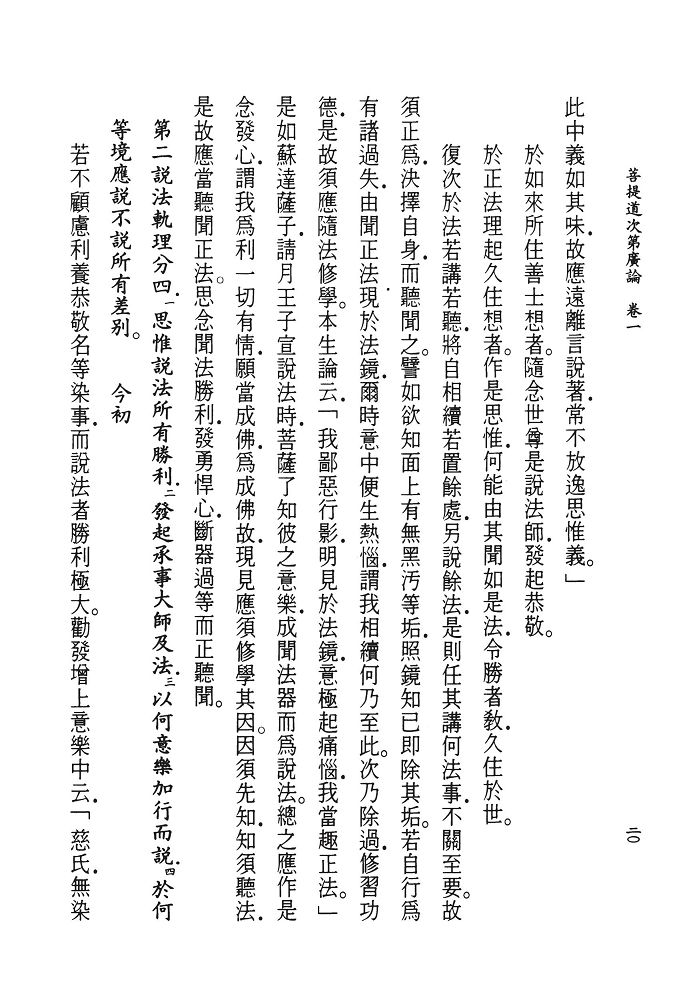 菩提道次第廣論　卷一
二〇
此中義如其味．故應遠離言說著．常不放逸思惟義。」
於如來所住善士想者。隨念世尊是說法師．發起恭敬。
於正法理起久住想者。作是思惟．何能由其聞如是法．令勝者敎．久住於世。
復次於法若講若聽．將自相續若置餘處．另說餘法．是則任其講何法事．不關至要。故
須正爲．決擇自身．而聽聞之。譬如欲知面上有無黑污等垢．照鏡知已即除其垢。若自行爲
有諸過失．由聞正法現於法鏡．爾時意中便生熱惱．謂我相續何乃至此。次乃除過．修習功
德．是故須應隨法修學。本生論云．「我鄙惡行影．明見於法鏡．意極起痛惱．我當趣正法。」
是如蘇達薩子．請月王子宣說法時．菩薩了知彼之意樂．成聞法器而爲說法。總之應作是
念發心．謂我爲利一切有情．願當成佛．爲成佛故．現見應須修學其因。因須先知．知須聽法．
是故應當聽聞正法。思念聞法勝利．發勇悍心．斷器過等而正聽聞。
第二說法軌理分四．一思惟說法所有勝利．二發起承事大師及法．三以何意樂加行而說．四於何
等境應說不說所有差別。　今初
若不顧慮利養恭敬名等染事．而說法者勝利極大。勸發增上意樂中云．「慈氏．無染